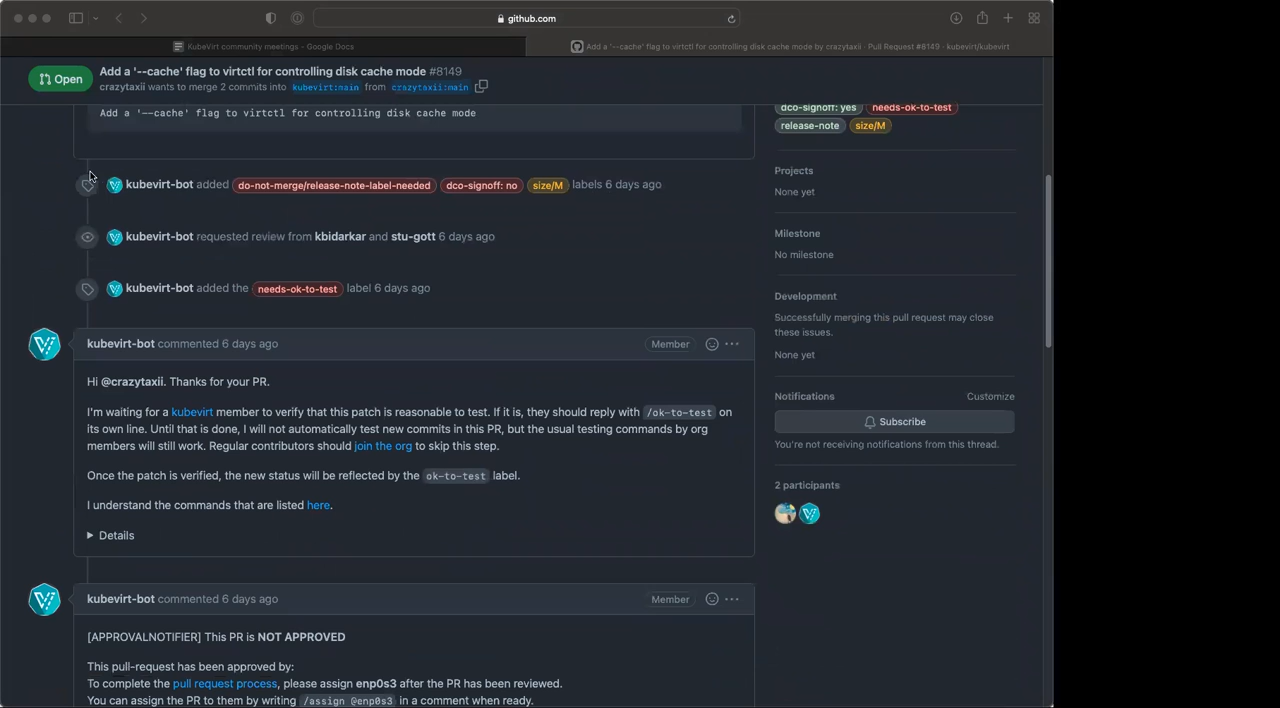 github.com
KubeVirt community meetings - Google Docs
Add a '--cache' flag to virtctl for controlling disk cache mode by crazytaxii · Pull Request #8149 · kubevirt/kubevirt
Open
Add a '--cache' flag to virtctl for controlling disk cache mode #8149
crazytaxii wants to merge 2 commits into kubevirt:main from crazytaxii:main
Add a '--cache' flag to virtctl for controlling disk cache mode
kubevirt-bot added do-not-merge/release-note-label-needed dco-signoff: no size/M labels 6 days ago
kubevirt-bot requested review from kbidarkar and stu-gott 6 days ago
kubevirt-bot added the needs-ok-to-test label 6 days ago
kubevirt-bot commented 6 days ago
Member
Hi @crazytaxii. Thanks for your PR.
I'm waiting for a kubevirt member to verify that this patch is reasonable to test. If it is, they should reply with /ok-to-test on
its own line. Until that is done, I will not automatically test new commits in this PR, but the usual testing commands by org
members will still work. Regular contributors should join the org to skip this step.
Once the patch is verified, the new status will be reflected by the ok-to-test label.
I understand the commands that are listed here.
Details
kubevirt-bot commented 6 days ago
Member
[APPROVALNOTIFIER] This PR is NOT APPROVED
This pull-request has been approved by:
To complete the pull request process, please assign enp0s3 after the PR has been reviewed.
You can assign the PR to them by writing /assign @enp0s3 in a comment when ready.
dco-signoff: yes needs-ok-to-test
release-note size/M
Projects
None yet
Milestone
No milestone
Development
Successfully merging this pull request may close
these issues.
None yet
Notifications
Customize
Subscribe
You're not receiving notifications from this thread.
2 participants